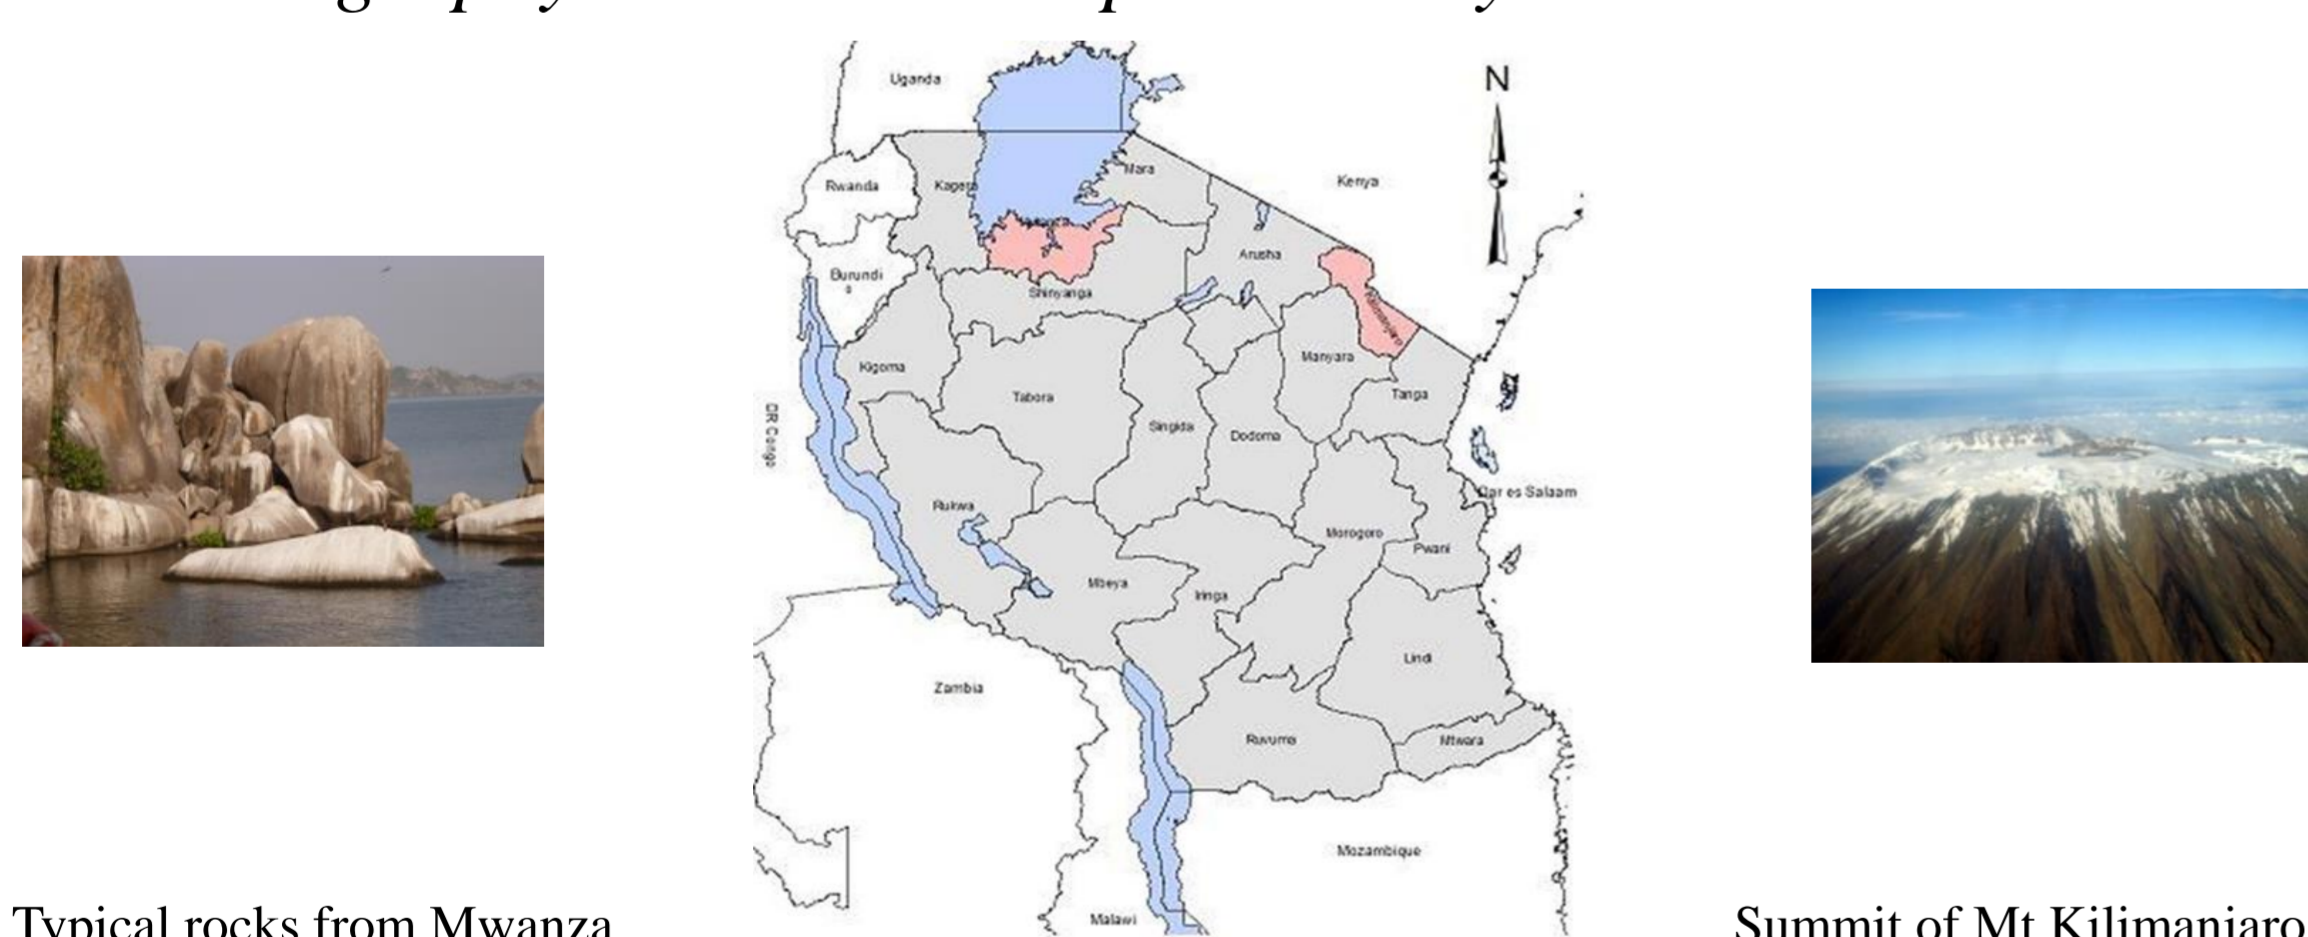 Uganda
N
Mara
Rwanda
Kagera
Kenya
Arusha
Burundi
Shinyanga
Kilimanjaro
Manyara
Kigoma
Tabora
Tanga
DR Congo
Singida
Dodoma
Dar es Salaam
Rukwa
Morogoro
Pwani
Mbeya
Iringa
Lindi
Zambia
Ruvuma
Mtwara
Mozambique
Malawi
Typical rocks from Mwanza
Summit of Mt Kilimanjaro